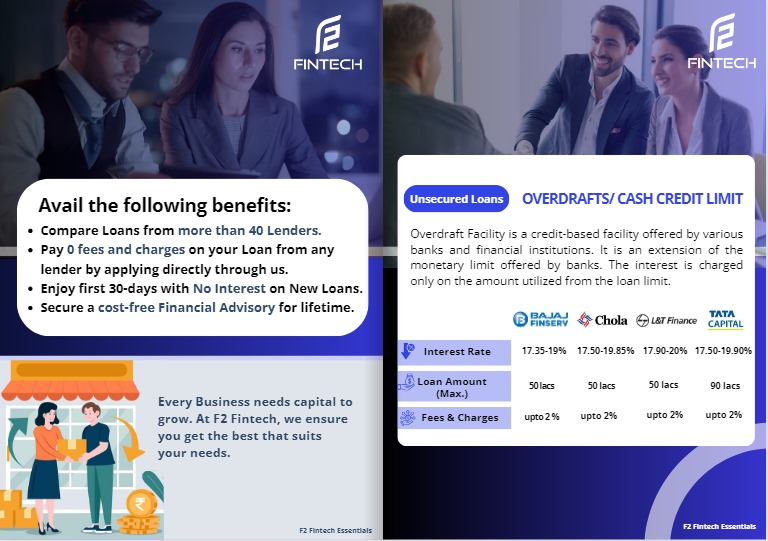 F2
FINTECH
Avail the following benefits:
• Compare Loans from more than 40 Lenders.
• Pay 0 fees and charges on your Loan from any
lender by applying directly through us.
• Enjoy first 30-days with No Interest on New Loans.
• Secure a cost-free Financial Advisory for lifetime.
Every Business needs capital to
grow. At F2 Fintech, we ensure
you get the best that suits
your needs.
₹
F2 Fintech Essentials
F2
FINTECH
Unsecured Loans OVERDRAFTS/ CASH CREDIT LIMIT
Overdraft Facility is a credit-based facility offered by various
banks and financial institutions. It is an extension of the
monetary limit offered by banks. The interest is charged
only on the amount utilized from the loan limit.
B BAJAJ FINSERV Chola L&T Finance TATA CAPITAL
Interest Rate 17.35-19% 17.50-19.85% 17.90-20% 17.50-19.90%
Loan Amount (Max.) 50 lacs 50 lacs 50 lacs 90 lacs
Fees & Charges upto 2% upto 2% upto 2% upto 2%
F2 Fintech Essentials